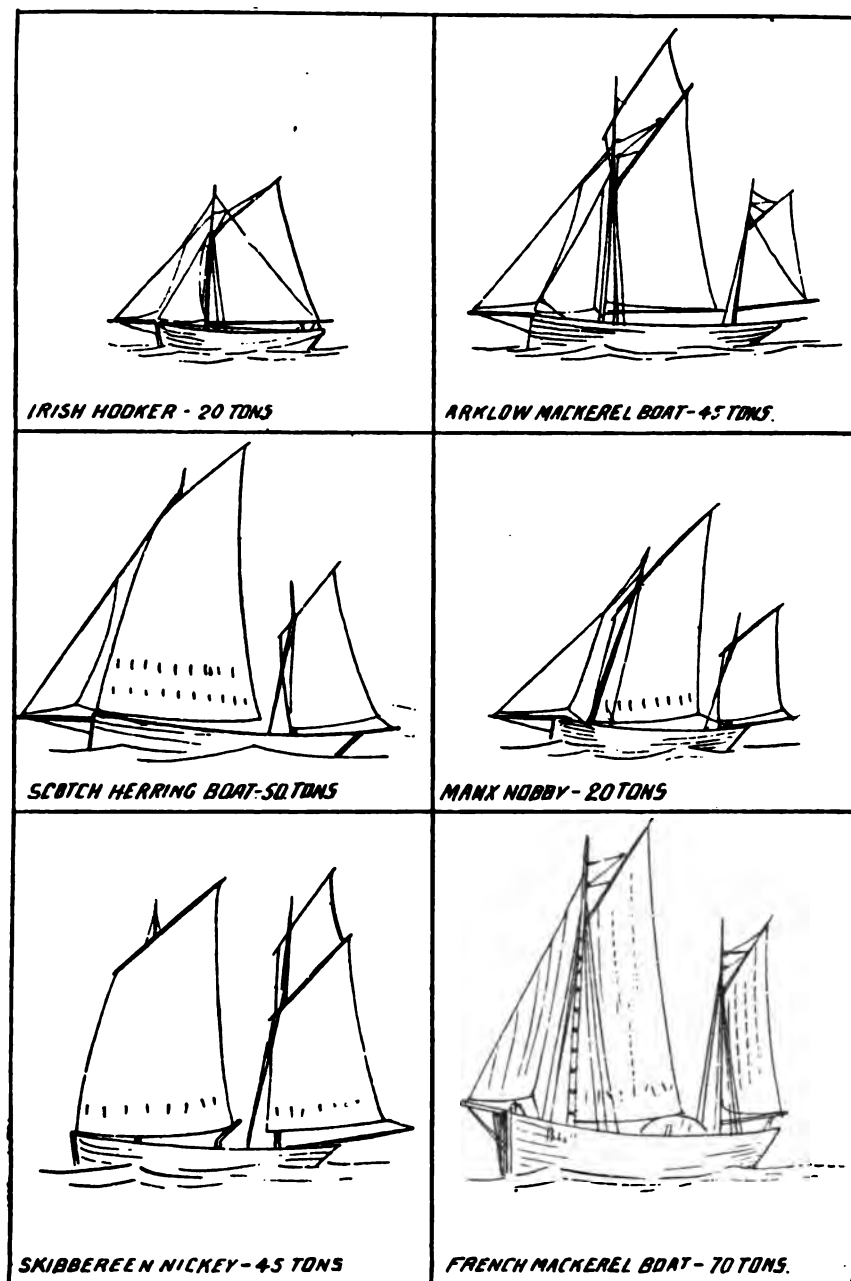 IRISH HOOKER - 20 TONS
ARKLOW MACKEREL BOAT - 45 TONS.
SCOTCH HERRING BOAT - 50 TONS
MANX NOBBY - 20 TONS
SKIBBEREEN NICKEY - 45 TONS
FRENCH MACKEREL BOAT - 70 TONS.